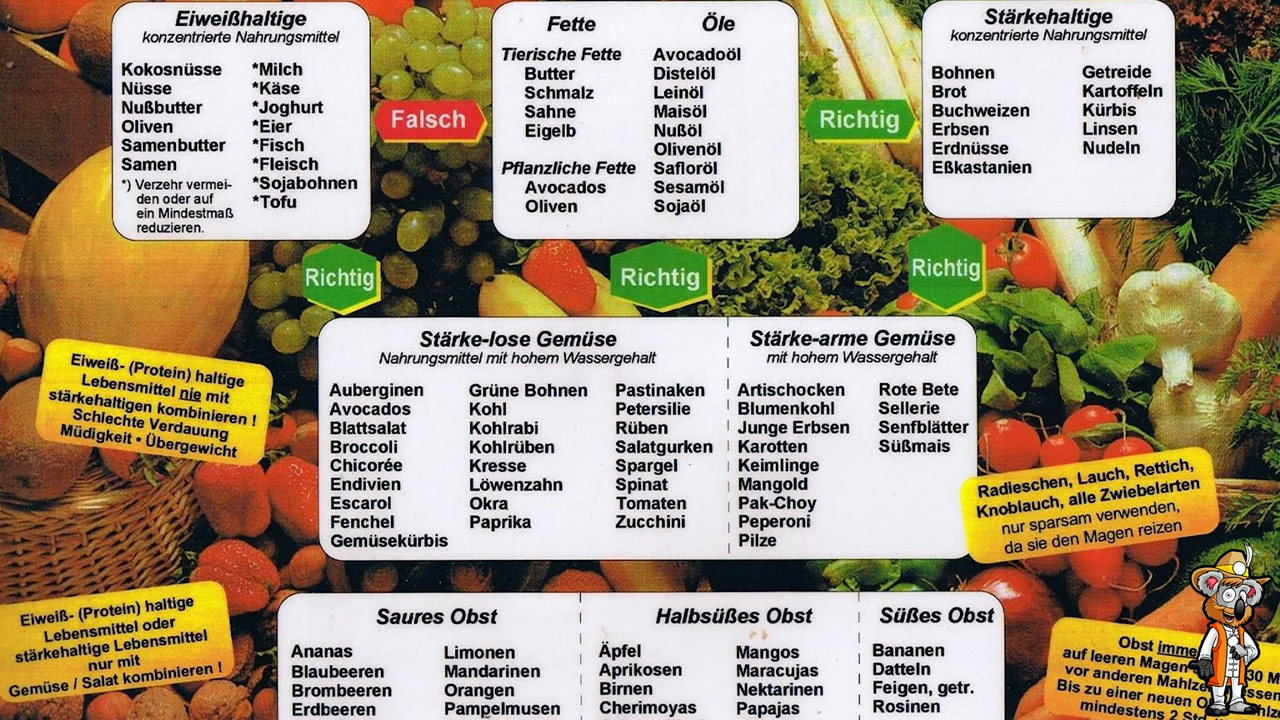 Eiweißhaltige
konzentrierte Nahrungsmittel
Kokosnüsse
Nüsse
Nußbutter
Oliven
Samenbutter
Samen
*) Verzehr vermei-
den oder auf
ein Mindestmaß
reduzieren.
*Milch
*Käse
*Joghurt
*Eier
*Fisch
*Fleisch
*Sojabohnen
*Tofu
Falsch
Fette
Öle
Tierische Fette
Butter
Schmalz
Sahne
Eigelb
Pflanzliche Fette
Avocados
Oliven
Avocadoöl
Distelöl
Leinöl
Maisöl
Nußöl
Olivenöl
Safloröl
Sesamöl
Sojaöl
Richtig
Stärkehaltige
konzentrierte Nahrungsmittel
Bohnen
Brot
Buchweizen
Erbsen
Erdnüsse
Eßkastanien
Getreide
Kartoffeln
Kürbis
Linsen
Nudeln
Richtig
Richtig
Richtig
Eiweiß- (Protein) haltige
Lebensmittel nie mit
stärkehaltigen kombinieren !
Schlechte Verdauung
Müdigkeit • Übergewicht
Stärke-lose Gemüse
Nahrungsmittel mit hohem Wassergehalt
Auberginen
Avocados
Blattsalat
Broccoli
Chicorée
Endivien
Escarol
Fenchel
Gemüsekürbis
Grüne Bohnen
Kohl
Kohlrabi
Kohlrüben
Kresse
Löwenzahn
Okra
Paprika
Pastinaken
Petersilie
Rüben
Salatgurken
Spargel
Spinat
Tomaten
Zucchini
Stärke-arme Gemüse
mit hohem Wassergehalt
Artischocken
Blumenkohl
Junge Erbsen
Karotten
Keimlinge
Mangold
Pak-Choy
Peperoni
Pilze
Rote Bete
Sellerie
Senfblätter
Süßmais
Radieschen, Lauch, Rettich,
Knoblauch, alle Zwiebelarten
nur sparsam verwenden,
da sie den Magen reizen
Eiweiß- (Protein) haltige
Lebensmittel oder
stärkehaltige Lebensmittel
nur mit
Gemüse / Salat kombinieren !
Saures Obst
Ananas
Blaubeeren
Brombeeren
Erdbeeren
Limonen
Mandarinen
Orangen
Pampelmusen
Halbsüßes Obst
Äpfel
Aprikosen
Birnen
Cherimoyas
Mangos
Maracujas
Nektarinen
Papajas
Süßes Obst
Bananen
Datteln
Feigen, getr.
Rosinen
Obst
auf leeren Magen 30
vor anderen
Bis zu einer neuen
mindestens 2